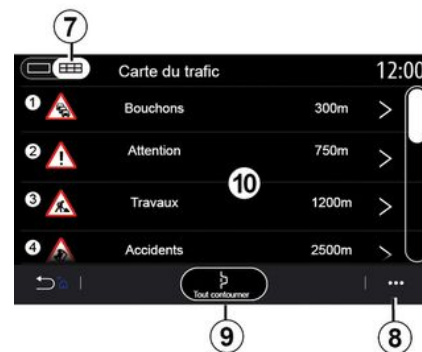 7
Carte du trafic 12:00
1 Bouchons 300m
2 Attention 750m
10
3 Travaux 1200m
4 Accidents 2500m
Tout contourner
9 8